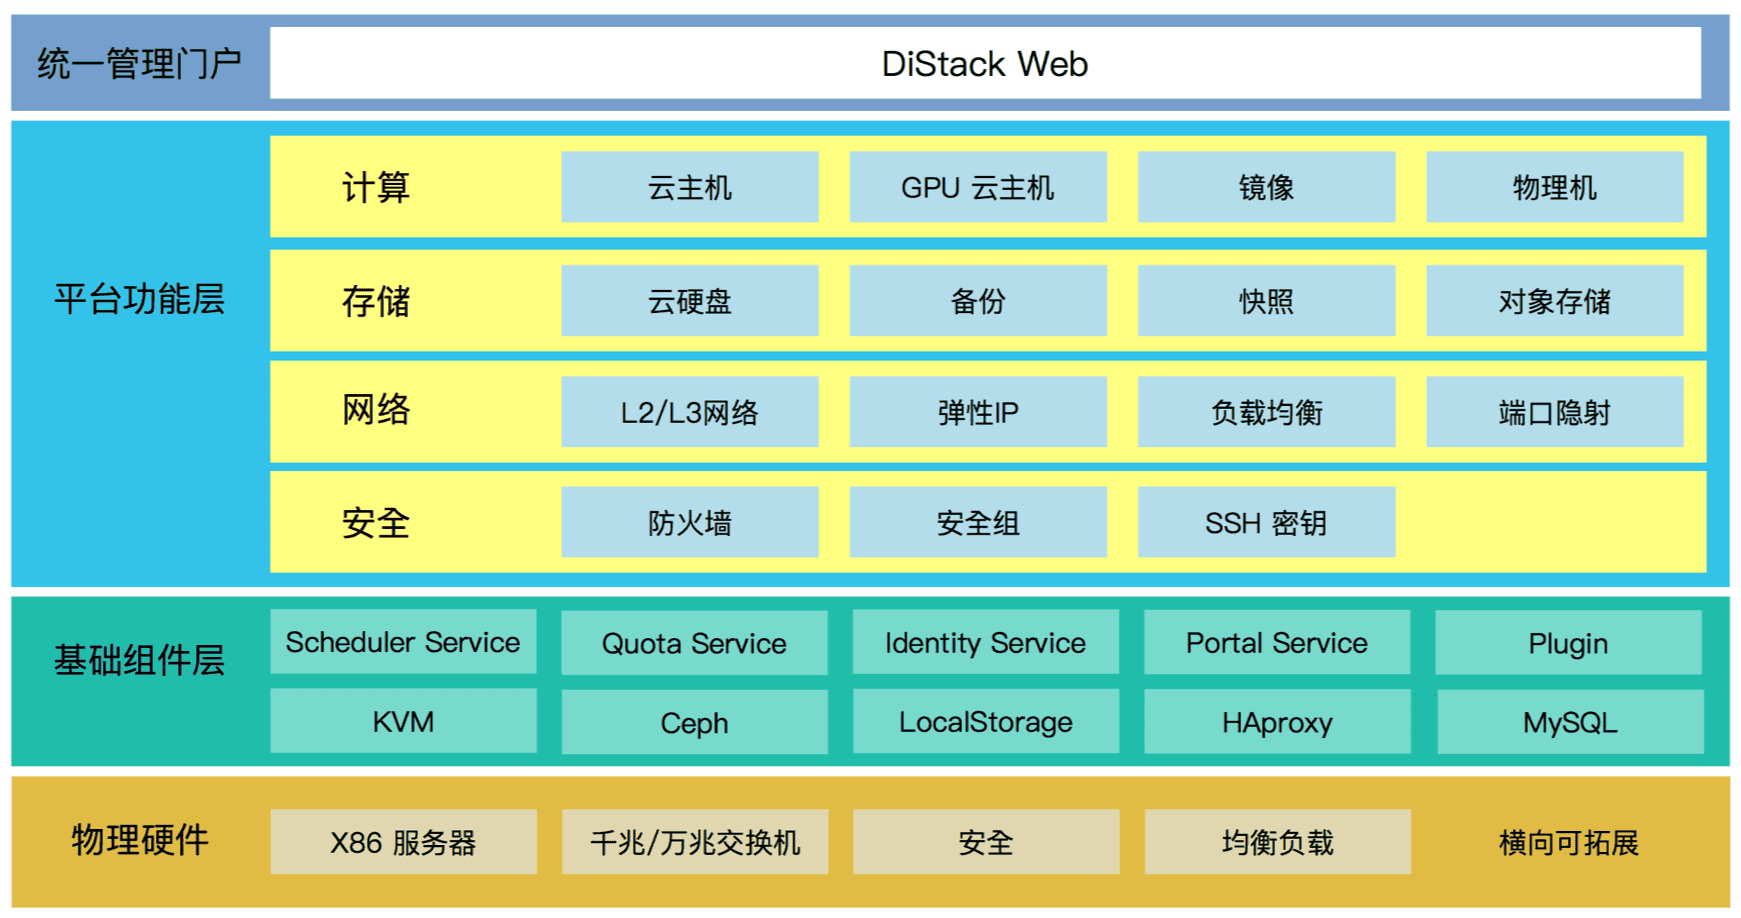 统一管理门户
DiStack Web
平台功能层
计算
云主机
GPU 云主机
镜像
物理机
存储
云硬盘
备份
快照
对象存储
网络
L2/L3网络
弹性IP
负载均衡
端口隐射
安全
防火墙
安全组
SSH 密钥
基础组件层
Scheduler Service
Quota Service
Identity Service
Portal Service
Plugin
KVM
Ceph
LocalStorage
HAproxy
MySQL
物理硬件
X86 服务器
千兆/万兆交换机
安全
均衡负载
横向可拓展